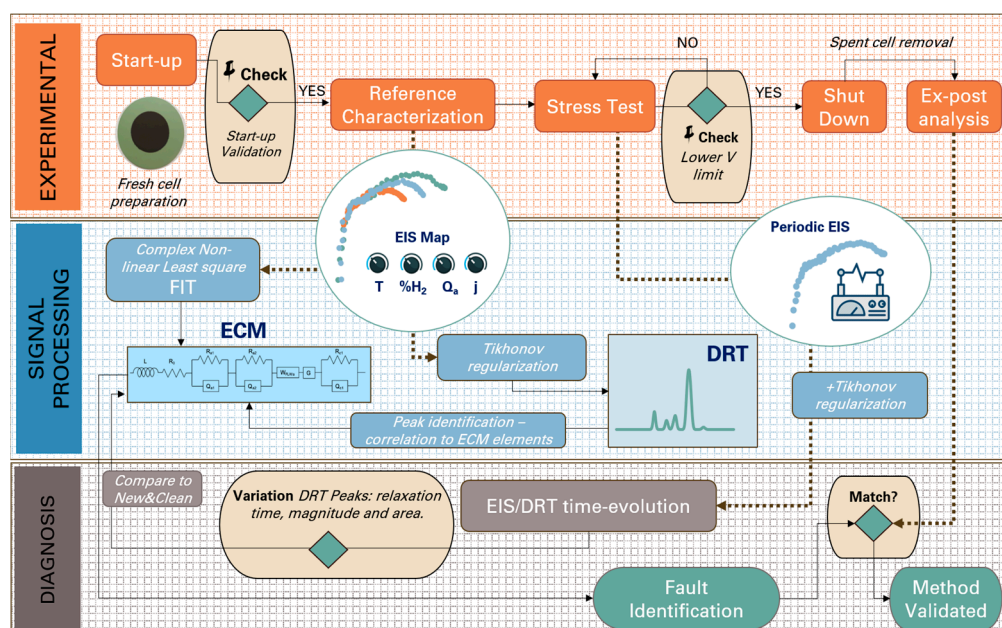 EXPERIMENTAL
Start-up
Fresh cell
preparation
Check
Start-up
Validation
YES
Reference
Characterization
Stress Test
NO
Check
Lower V
limit
YES
Spent cell removal
Shut
Down
Ex-post
analysis
SIGNAL
PROCESSING
Complex Non-
linear Least square
FIT
EIS Map
T %H₂ Qₐ j
Periodic EIS
ECM
L
Tikhonov
regularization
DRT
+Tikhonov
regularization
Peak identification –
correlation to ECM elements
DIAGNOSIS
Compare to
New&Clean
Variation DRT Peaks: relaxation
time, magnitude and area.
EIS/DRT time-evolution
Match?
Fault
Identification
Method
Validated